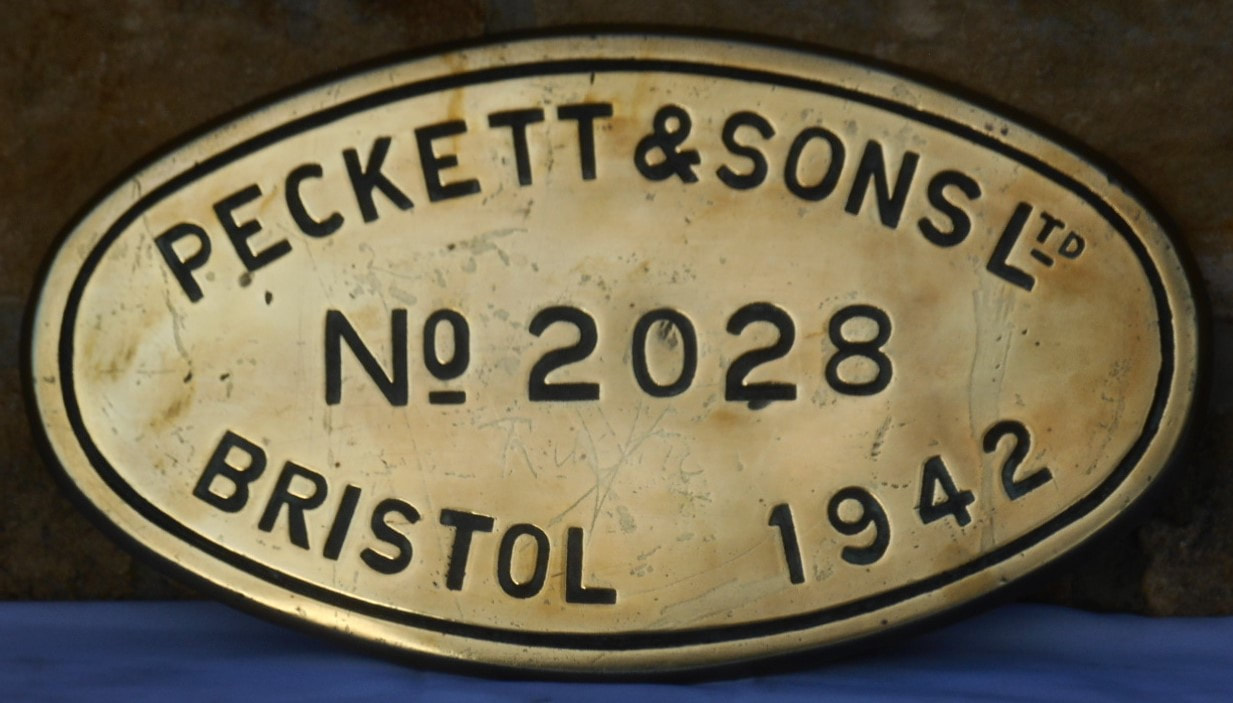 PECKETT & SONS LTD
No 2028
BRISTOL 1942